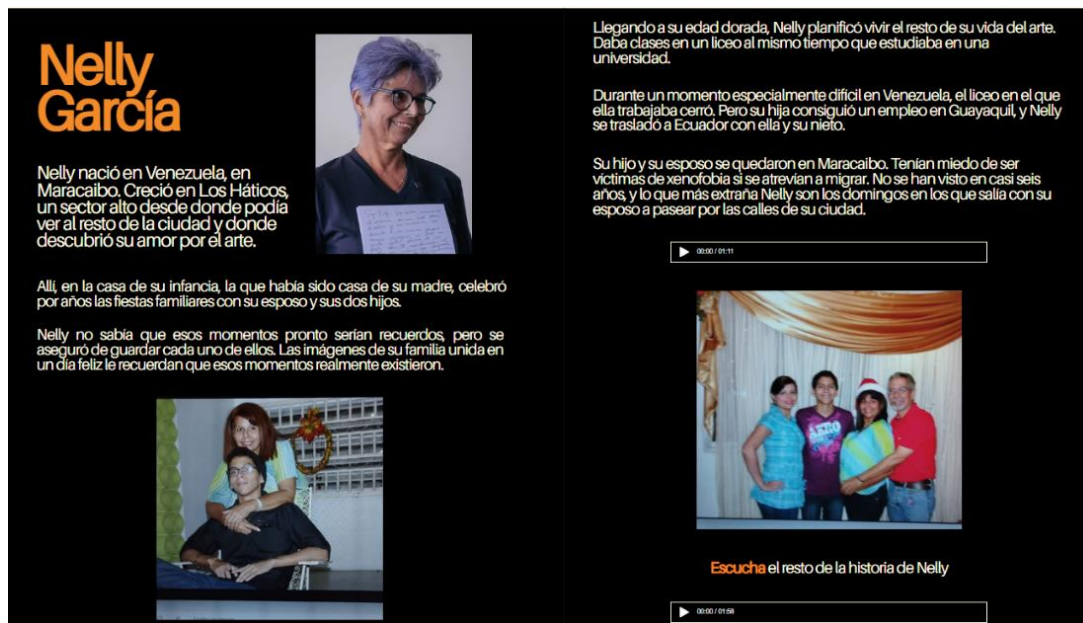 Nelly
García
Nelly nació en Venezuela, en
Maracaibo. Creció en Los Háticos,
un sector alto desde donde podía
ver al resto de la ciudad y donde
descubrió su amor por el arte.
Allí, en la casa de su infancia, la que había sido casa de su madre, celebró
por años las fiestas familiares con su esposo y sus dos hijos.
Nelly no sabía que esos momentos pronto serían recuerdos, pero se
aseguró de guardar cada uno de ellos. Las imágenes de su familia unida en
un día feliz le recuerdan que esos momentos realmente existieron.
Llegando a su edad dorada, Nelly planificó vivir el resto de su vida del arte.
Daba clases en un liceo al mismo tiempo que estudiaba en una
universidad.
Durante un momento especialmente difícil en Venezuela, el liceo en el que
ella trabajaba cerró. Pero su hija consiguió un empleo en Guayaquil, y Nelly
se trasladó a Ecuador con ella y su nieto.
Su hijo y su esposo se quedaron en Maracaibo. Tenían miedo de ser
víctimas de xenofobia si se atrevían a migrar. No se han visto en casi seis
años, y lo que más extraña Nelly son los domingos en los que salía con su
esposo a pasear por las calles de su ciudad.
00:00 / 01:11
AERO
Escucha el resto de la historia de Nelly
00:00 / 01:58